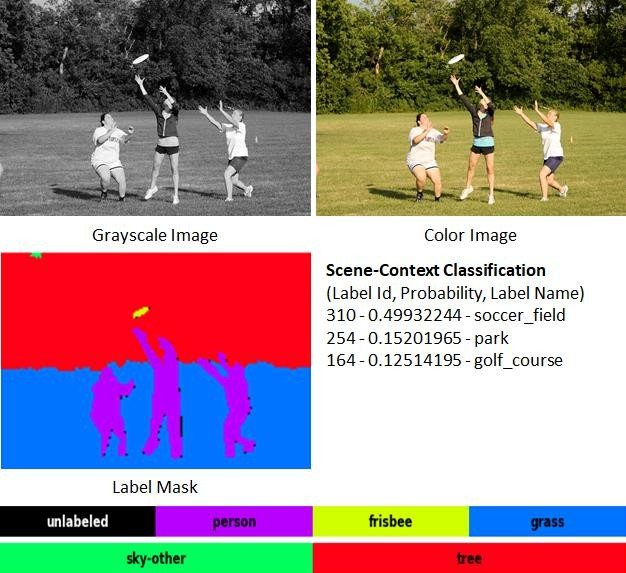 Grayscale Image
Color Image
Scene-Context Classification
(Label Id, Probability, Label Name)
310 - 0.49932244 - soccer_field
254 - 0.15201965 - park
164 - 0.12514195 - golf_course
Label Mask
unlabeled
person
frisbee
grass
sky-other
tree